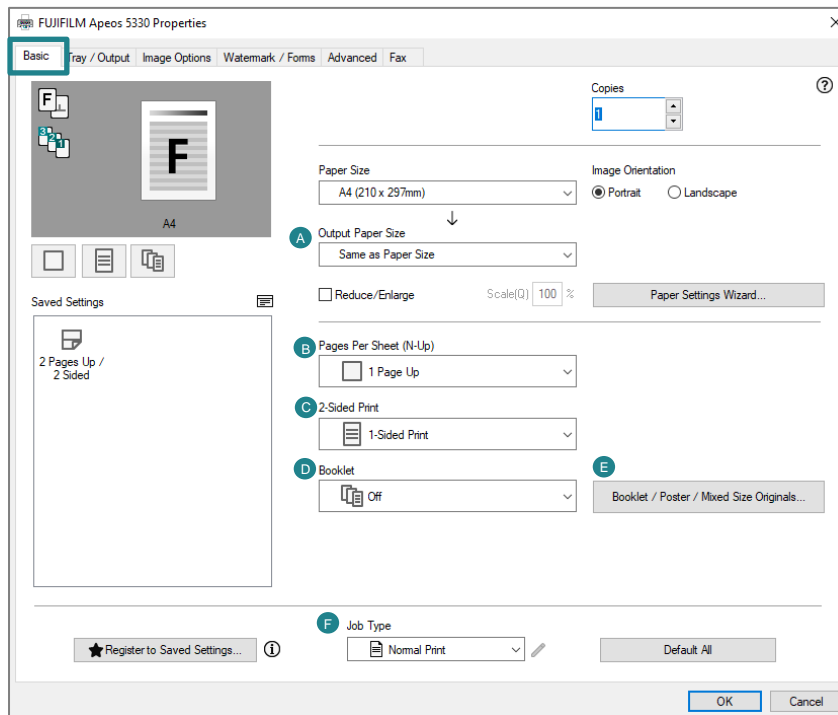 FUJIFILM Apeos 5330 Properties
Basic Tray / Output Image Options Watermark / Forms Advanced Fax
Copies
1
F
3 2 1
F
A4
Paper Size
A4 (210 x 297mm)
Image Orientation
Portrait Landscape
A Output Paper Size
Same as Paper Size
Reduce/Enlarge Scale(Q) 100 % Paper Settings Wizard...
Saved Settings
2 Pages Up /
2 Sided
B Pages Per Sheet (N-Up)
1 Page Up
C 2-Sided Print
1-Sided Print
D Booklet
Off
E
Booklet / Poster / Mixed Size Originals...
F Job Type
Register to Saved Settings... Normal Print Default All
OK Cancel